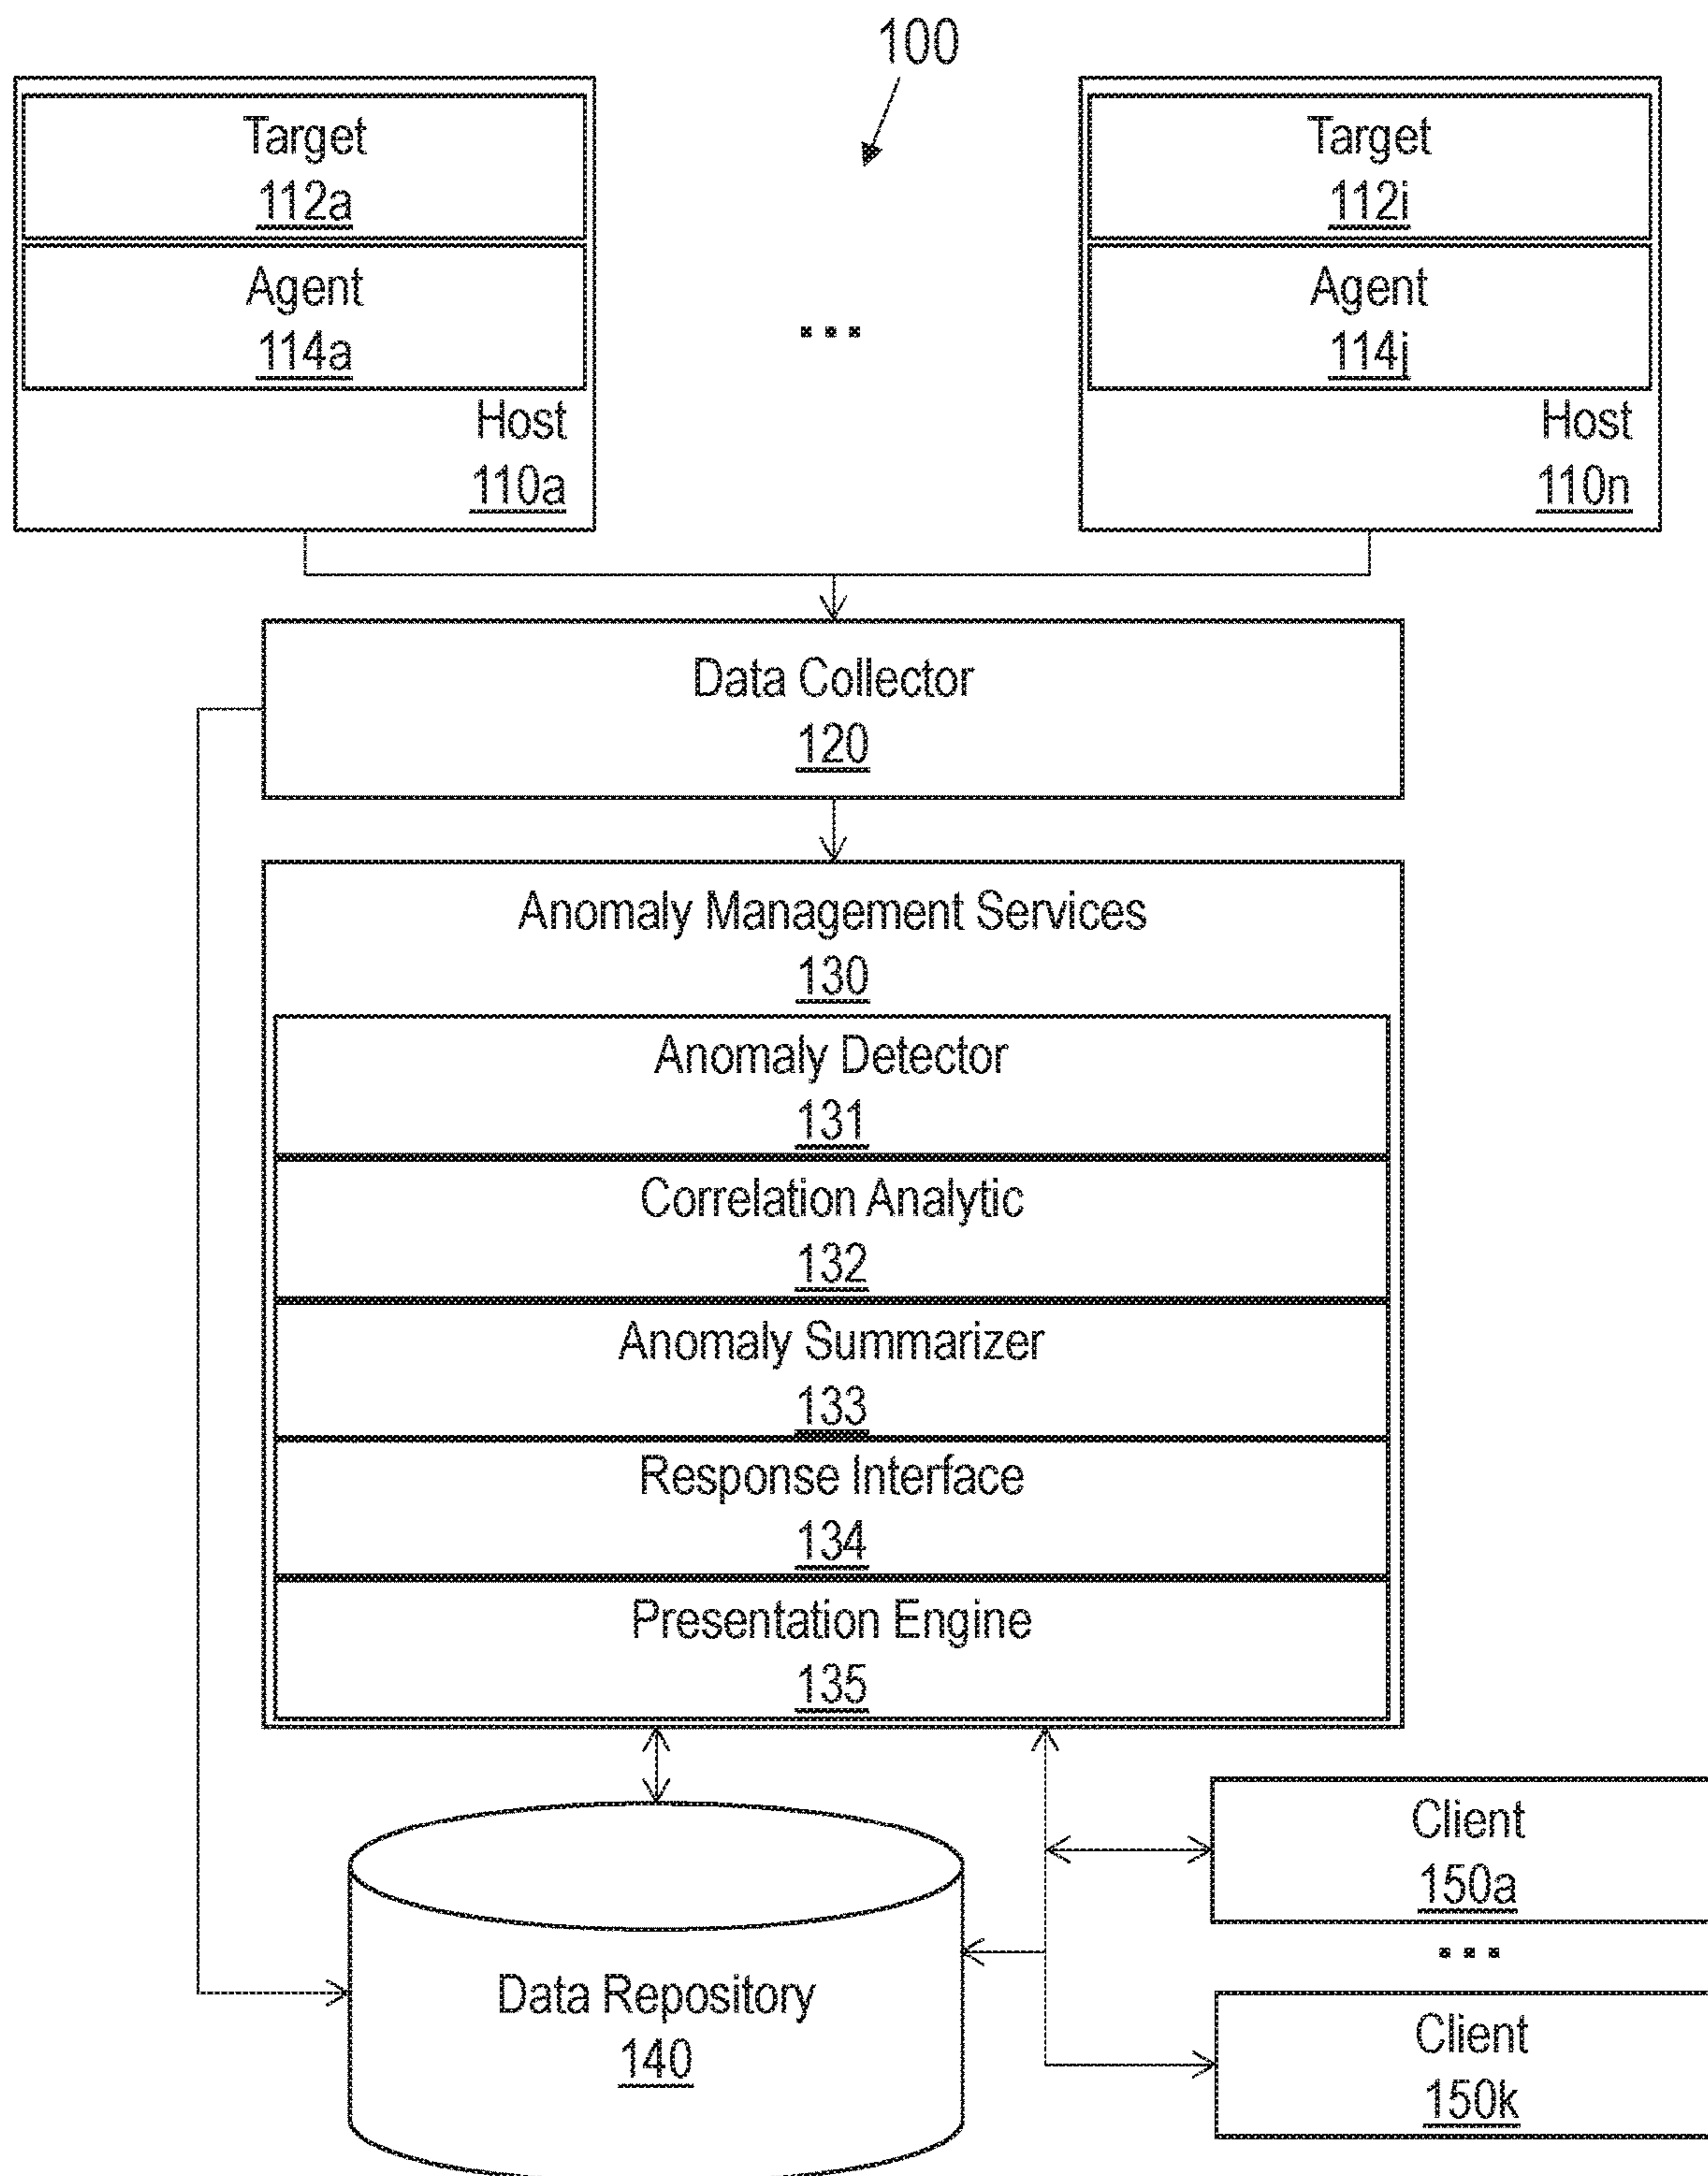 100
Target
112a
Agent
114a
Host
110a
...
Target
112i
Agent
114j
Host
110n
Data Collector
120
Anomaly Management Services
130
Anomaly Detector
131
Correlation Analytic
132
Anomaly Summarizer
133
Response Interface
134
Presentation Engine
135
Data Repository
140
Client
150a
...
Client
150k